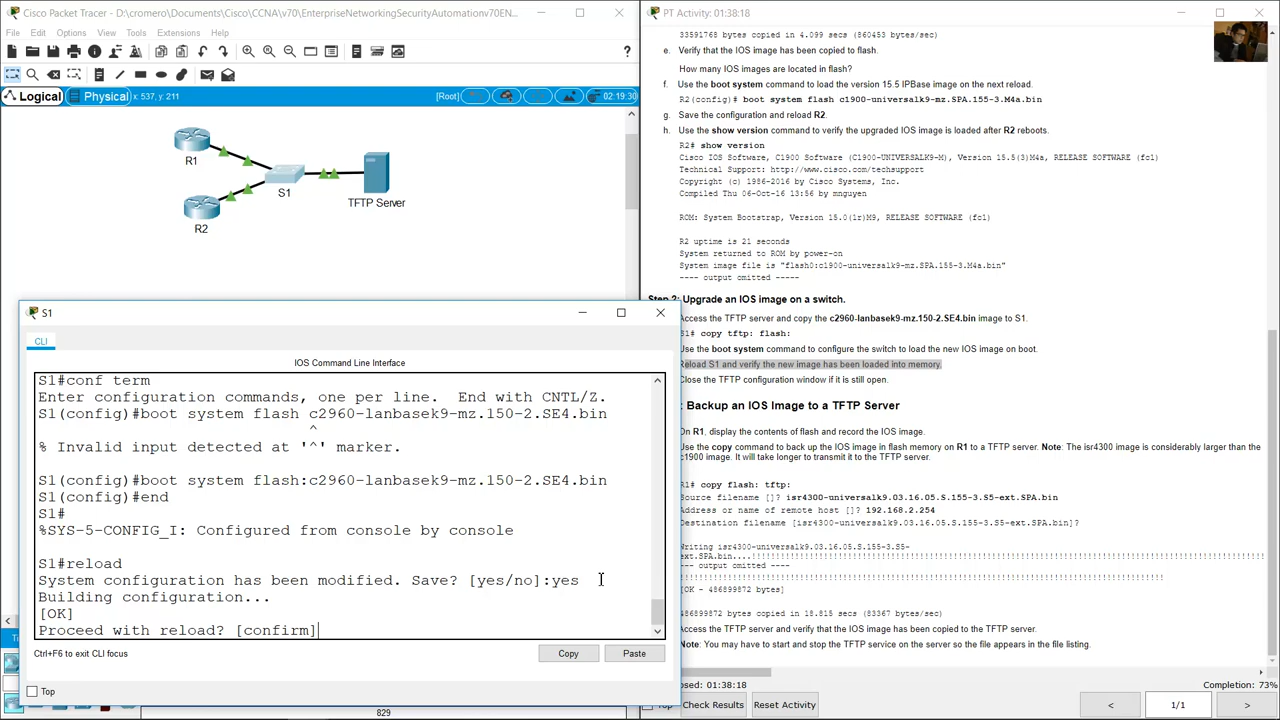 Cisco Packet Tracer - C:\Users\cromero\Documents\Cisco\CCNA\v70\EnterpriseNetworkingSecurityAutomationv70EN...
File Edit Options View Tools Extensions Help
?
Logical Physical x: 537, y: 211 [Root] 02:19:30
R1
R2
S1
TFTP Server
S1
CLI
IOS Command Line Interface
S1#conf term
Enter configuration commands, one per line. End with CNTL/Z.
S1(config)#boot system flash c2960-lanbasek9-mz.150-2.SE4.bin
^
% Invalid input detected at '^' marker.
S1(config)#boot system flash:c2960-lanbasek9-mz.150-2.SE4.bin
S1(config)#end
S1#
%SYS-5-CONFIG_I: Configured from console by console
S1#reload
System configuration has been modified. Save? [yes/no]:yes
Building configuration...
[OK]
Proceed with reload? [confirm]
Ctrl+F6 to exit CLI focus
Copy Paste
Top
829
PT Activity: 01:38:18
33591768 bytes copied in 4.099 secs (860453 bytes/sec)
e. Verify that the IOS image has been copied to flash.
How many IOS images are located in flash?
f. Use the boot system command to load the version 15.5 IPBase image on the next reload.
R2(config)# boot system flash c1900-universalk9-mz.SPA.155-3.M4a.bin
g. Save the configuration and reload R2.
h. Use the show version command to verify the upgraded IOS image is loaded after R2 reboots.
R2# show version
Cisco IOS Software, C1900 Software (C1900-UNIVERSALK9-M), Version 15.5(3)M4a, RELEASE SOFTWARE (fc1)
Technical Support: http://www.cisco.com/techsupport
Copyright (c) 1986-2016 by Cisco Systems, Inc.
Compiled Thu 06-Oct-16 13:56 by mnguyen
ROM: System Bootstrap, Version 15.0(1r)M9, RELEASE SOFTWARE (fc1)
R2 uptime is 21 seconds
System returned to ROM by power-on
System image file is "flash0:c1900-universalk9-mz.SPA.155-3.M4a.bin"
---- output omitted -----
Step 2: Upgrade an IOS image on a switch.
Access the TFTP server and copy the c2960-lanbasek9-mz.150-2.SE4.bin image to S1.
S1# copy tftp: flash:
Use the boot system command to configure the switch to load the new IOS image on boot.
Reload S1 and verify the new image has been loaded into memory.
Close the TFTP configuration window if it is still open.
: Backup an IOS Image to a TFTP Server
On R1, display the contents of flash and record the IOS image.
Use the copy command to back up the IOS image in flash memory on R1 to a TFTP server. Note: The isr4300 image is considerably larger than the
c1900 image. It will take longer to transmit it to the TFTP server.
R1# copy flash: tftp:
Source filename []? isr4300-universalk9.03.16.05.S.155-3.S5-ext.SPA.bin
Address or name of remote host []? 192.168.2.254
Destination filename [isr4300-universalk9.03.16.05.S.155-3.S5-ext.SPA.bin]?
Writing isr4300-universalk9.03.16.05.S.155-3.S5-
ext.SPA.bin....!!!!!!!!!!!!!!!!!!!!!!!!!!!!!!!!!!!!!!!!!!!!!!!!!!!!!!!!!!!!!!!!!!!!!!!!!!!!!!!!!!!!!!!!!!!!!!!!!!!!!!!!!!!!!!
---- output omitted ----
!!!!!!!!!!!!!!!!!!!!!!!!!!!!!!!!!!!!!!!!!!!!!!!!!!!!!!!!!!!!!!!!!!!!!!!!!!!!!!!!!!
[OK - 486899872 bytes]
486899872 bytes copied in 18.815 secs (83367 bytes/sec)
Access the TFTP server and verify that the IOS image has been copied to the TFTP server.
Note: You may have to start and stop the TFTP service on the server so the file appears in the file listing.
psed: 01:38:18 Completion: 73%
Top Check Results Reset Activity < 1/1 >